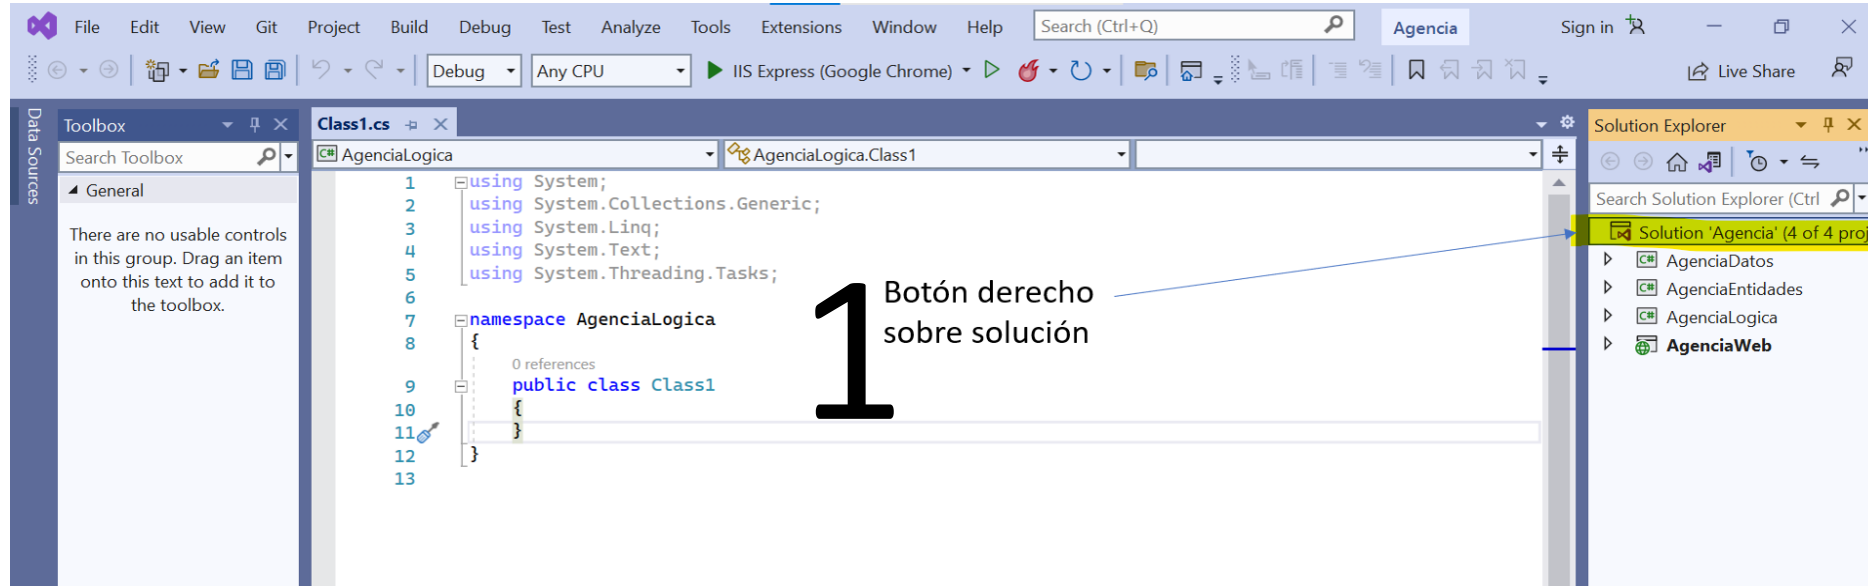 File Edit View Git Project Build Debug Test Analyze Tools Extensions Window Help Search (Ctrl+Q) Agencia Sign in
Debug Any CPU IIS Express (Google Chrome) Live Share
Data Sources
Toolbox
Search Toolbox
General
There are no usable controls
in this group. Drag an item
onto this text to add it to
the toolbox.
Class1.cs
AgenciaLogica AgenciaLogica.Class1
1 using System;
2 using System.Collections.Generic;
3 using System.Linq;
4 using System.Text;
5 using System.Threading.Tasks;
6
7 namespace AgenciaLogica
8 {
0 references
9 public class Class1
10 {
11 }
12 }
13
1
Botón derecho
sobre solución
Solution Explorer
Search Solution Explorer (Ctrl
Solution 'Agencia' (4 of 4 proj
C# AgenciaDatos
C# AgenciaEntidades
C# AgenciaLogica
AgenciaWeb